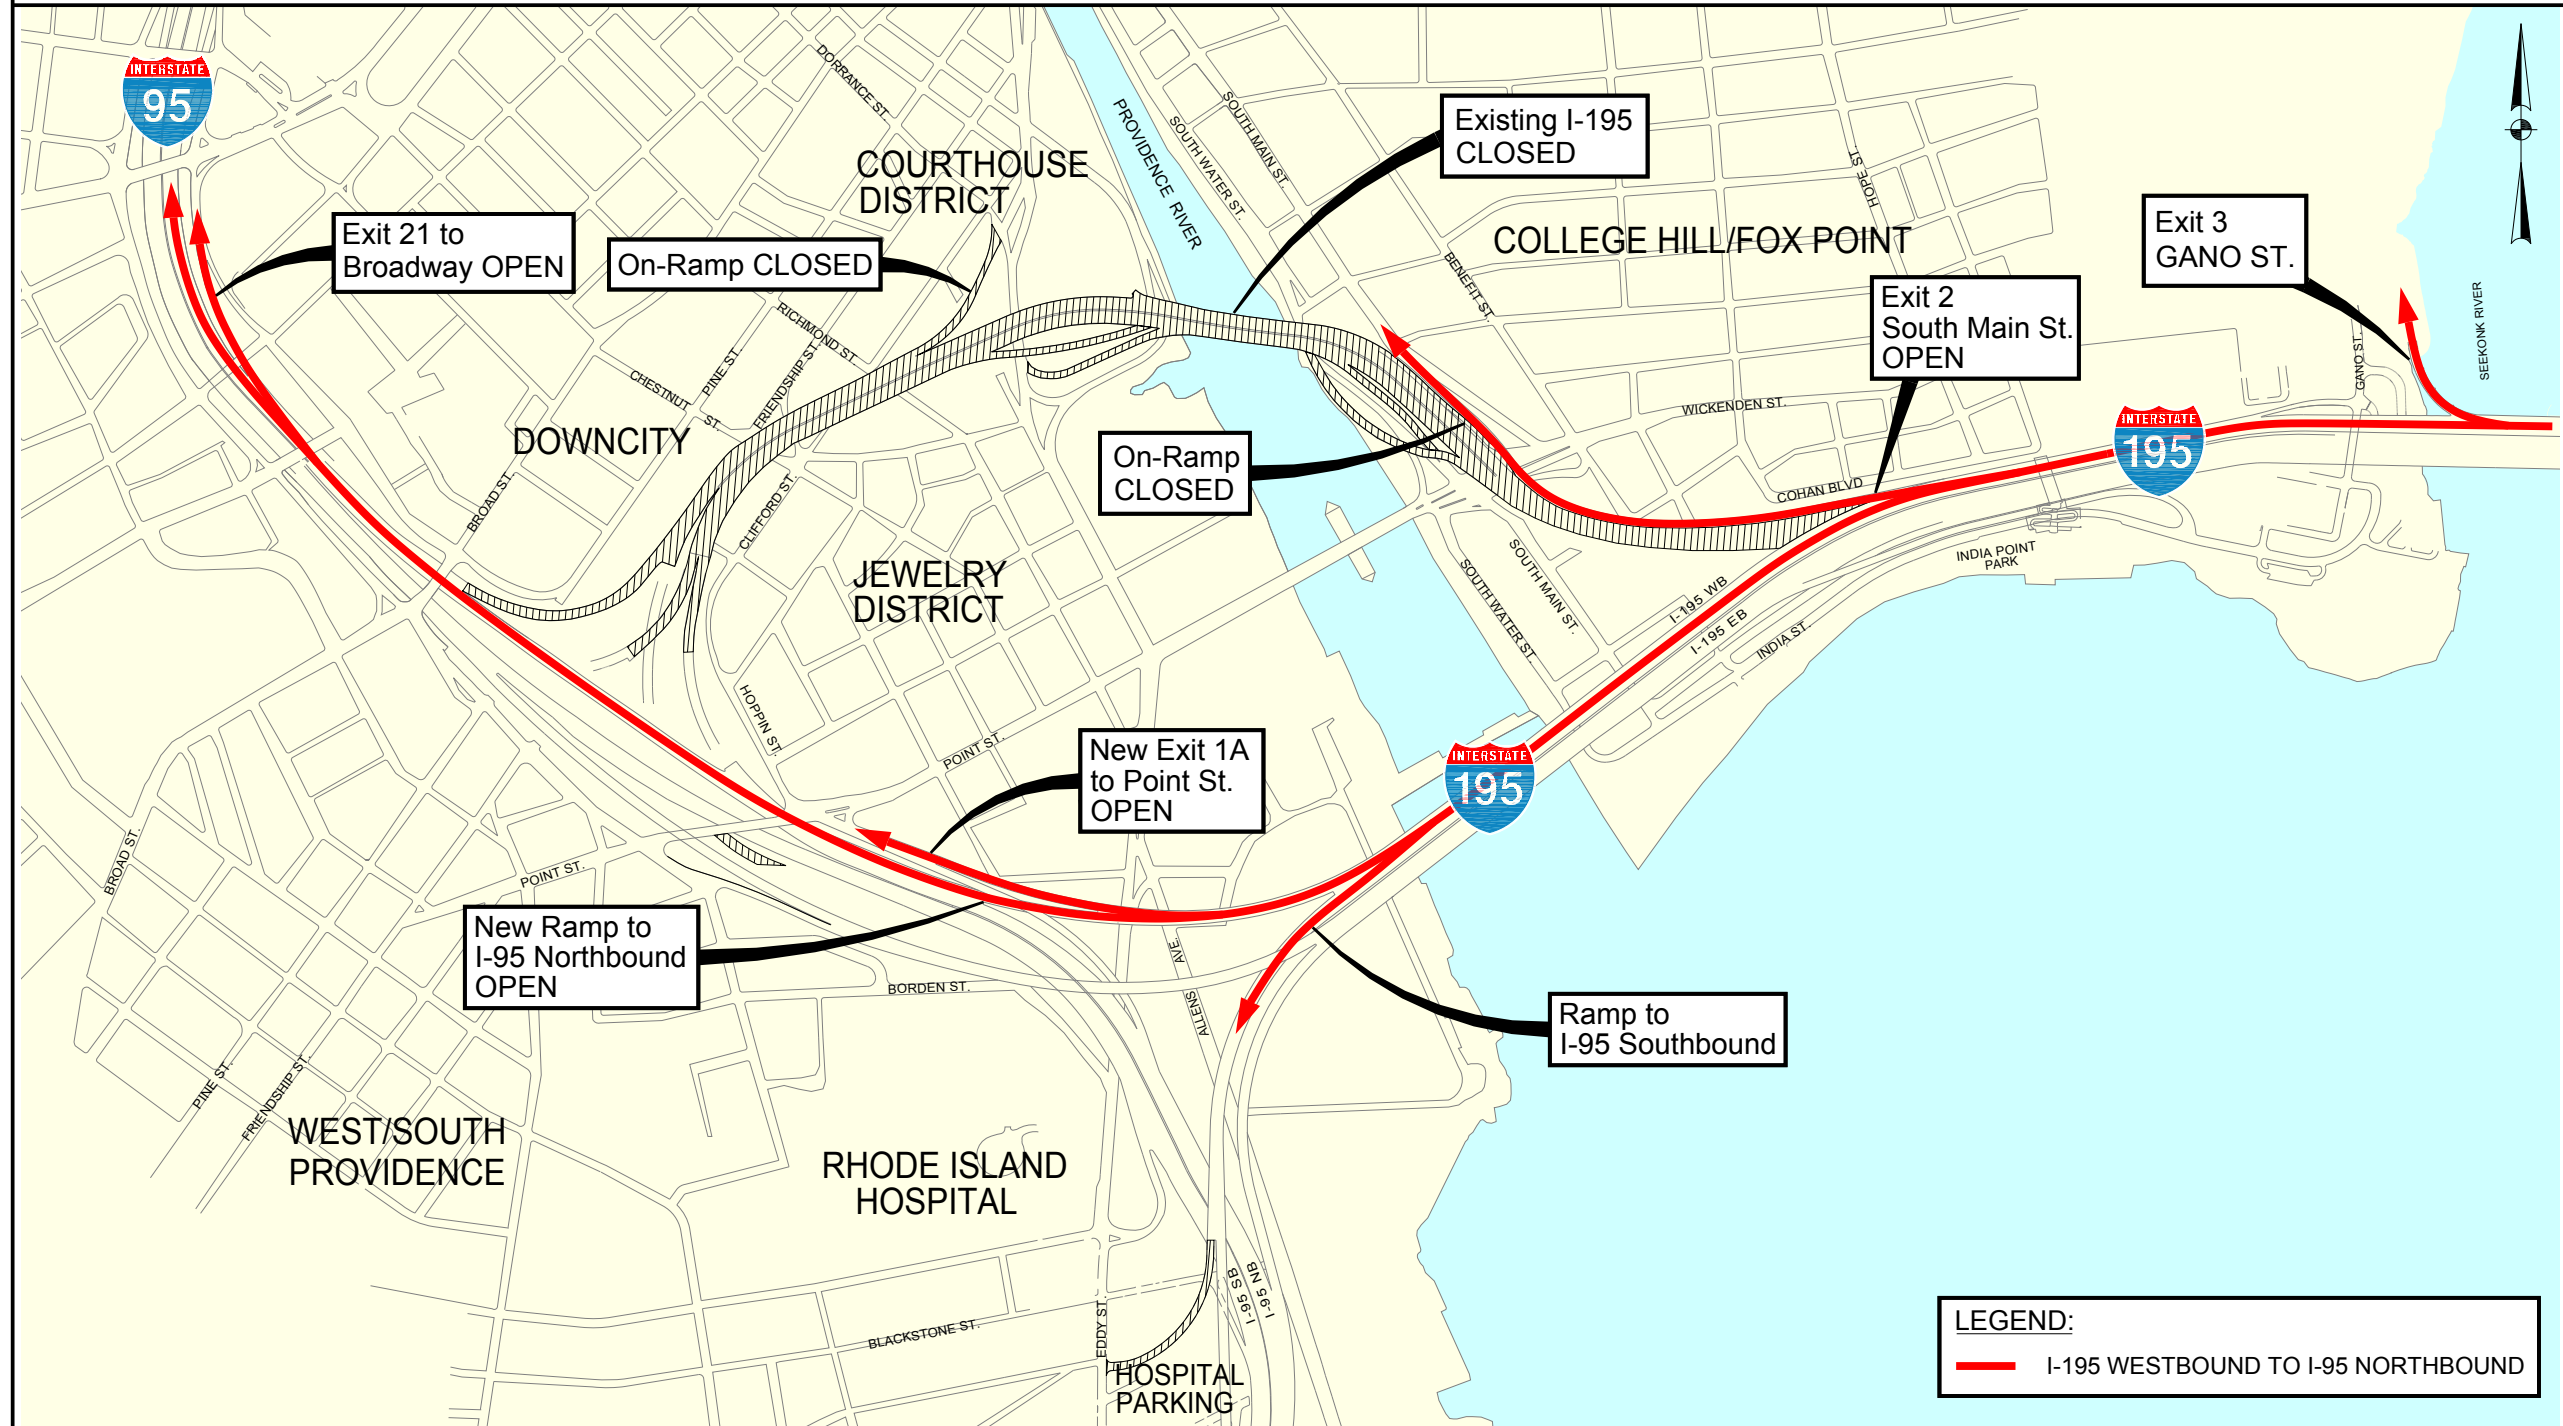 INTERSTATE
95
DORRANCE ST.
PROVIDENCE RIVER
SOUTH WATER ST.
SOUTH MAIN ST.
Existing I-195
CLOSED
HOPE ST.
COURTHOUSE
DISTRICT
Exit 21 to
Broadway OPEN
On-Ramp CLOSED
COLLEGE HILL/FOX POINT
BENEFIT ST.
Exit 3
GANO ST.
Exit 2
South Main St.
OPEN
SEEKONK RIVER
GANO ST.
RICHMOND ST.
PINE ST.
FRIENDSHIP ST.
CHESTNUT ST.
WICKENDEN ST.
INTERSTATE
195
DOWNCITY
On-Ramp
CLOSED
BROAD ST.
CLIFFORD ST.
COHAN BLVD
INDIA POINT
PARK
JEWELRY
DISTRICT
SOUTH MAIN ST.
SOUTH WATER ST.
I-195 WB
I-195 EB
INDIA ST.
HOPPIN ST.
POINT ST.
New Exit 1A
to Point St.
OPEN
INTERSTATE
195
BROAD ST.
POINT ST.
New Ramp to
I-95 Northbound
OPEN
BORDEN ST.
ALLENS AVE.
Ramp to
I-95 Southbound
PINE ST.
FRIENDSHIP ST.
WEST/SOUTH
PROVIDENCE
RHODE ISLAND
HOSPITAL
I-95 SB
I-95 NB
EDDY ST.
BLACKSTONE ST.
HOSPITAL
PARKING
LEGEND:
I-195 WESTBOUND TO I-95 NORTHBOUND